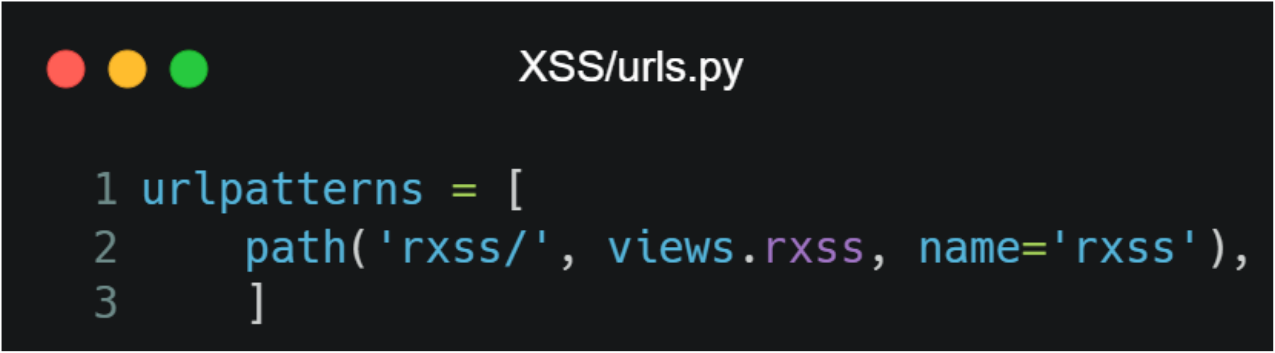 XSS/urls.py
1 urlpatterns = [
2     path('rxss/', views.rxss, name='rxss'),
3     ]